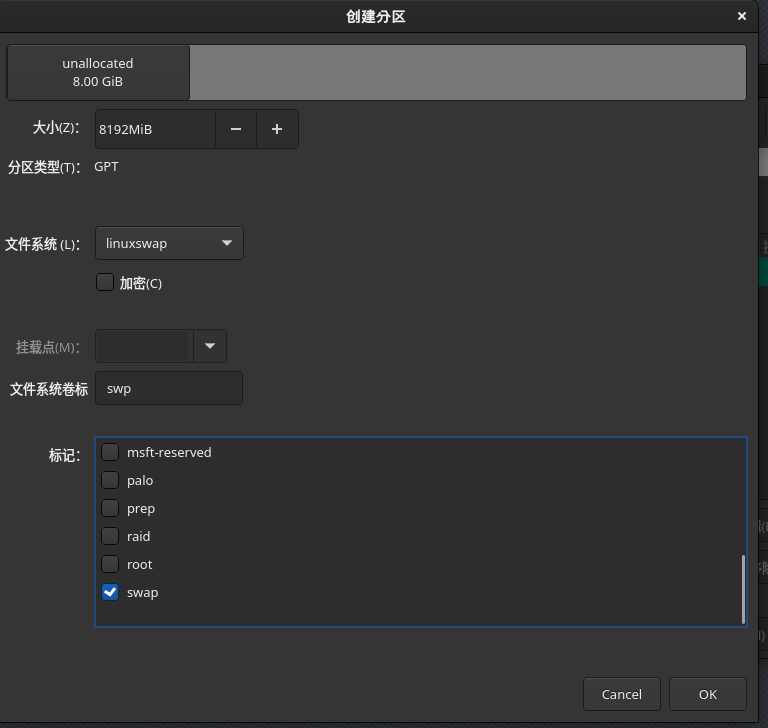 创建分区
unallocated
8.00 GiB
大小(Z)：
8192MiB
分区类型(T)：
GPT
文件系统 (L)：
linuxswap
加密(C)
挂载点(M)：
文件系统卷标
swp
标记：
msft-reserved
palo
prep
raid
root
swap
Cancel
OK